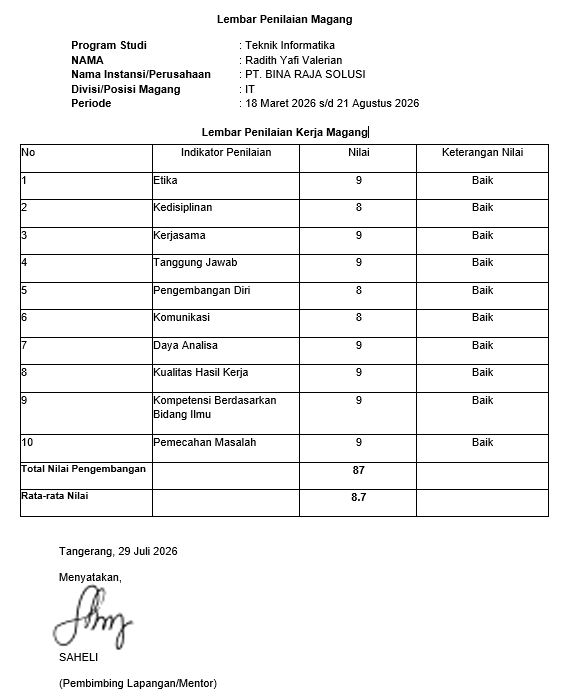 Lembar Penilaian Magang
Program Studi : Teknik Informatika
NAMA : Radith Yafi Valerian
Nama Instansi/Perusahaan : PT. BINA RAJA SOLUSI
Divisi/Posisi Magang : IT
Periode : 18 Maret 2026 s/d 21 Agustus 2026
Lembar Penilaian Kerja Magang
No Indikator Penilaian Nilai Keterangan Nilai
1 Etika 9 Baik
2 Kedisiplinan 8 Baik
3 Kerjasama 9 Baik
4 Tanggung Jawab 9 Baik
5 Pengembangan Diri 8 Baik
6 Komunikasi 8 Baik
7 Daya Analisa 9 Baik
8 Kualitas Hasil Kerja 9 Baik
9 Kompetensi Berdasarkan 9 Baik
Bidang Ilmu
10 Pemecahan Masalah 9 Baik
Total Nilai Pengembangan 87
Rata-rata Nilai 8.7
Tangerang, 29 Juli 2026
Menyatakan,
SAHELI
(Pembimbing Lapangan/Mentor)